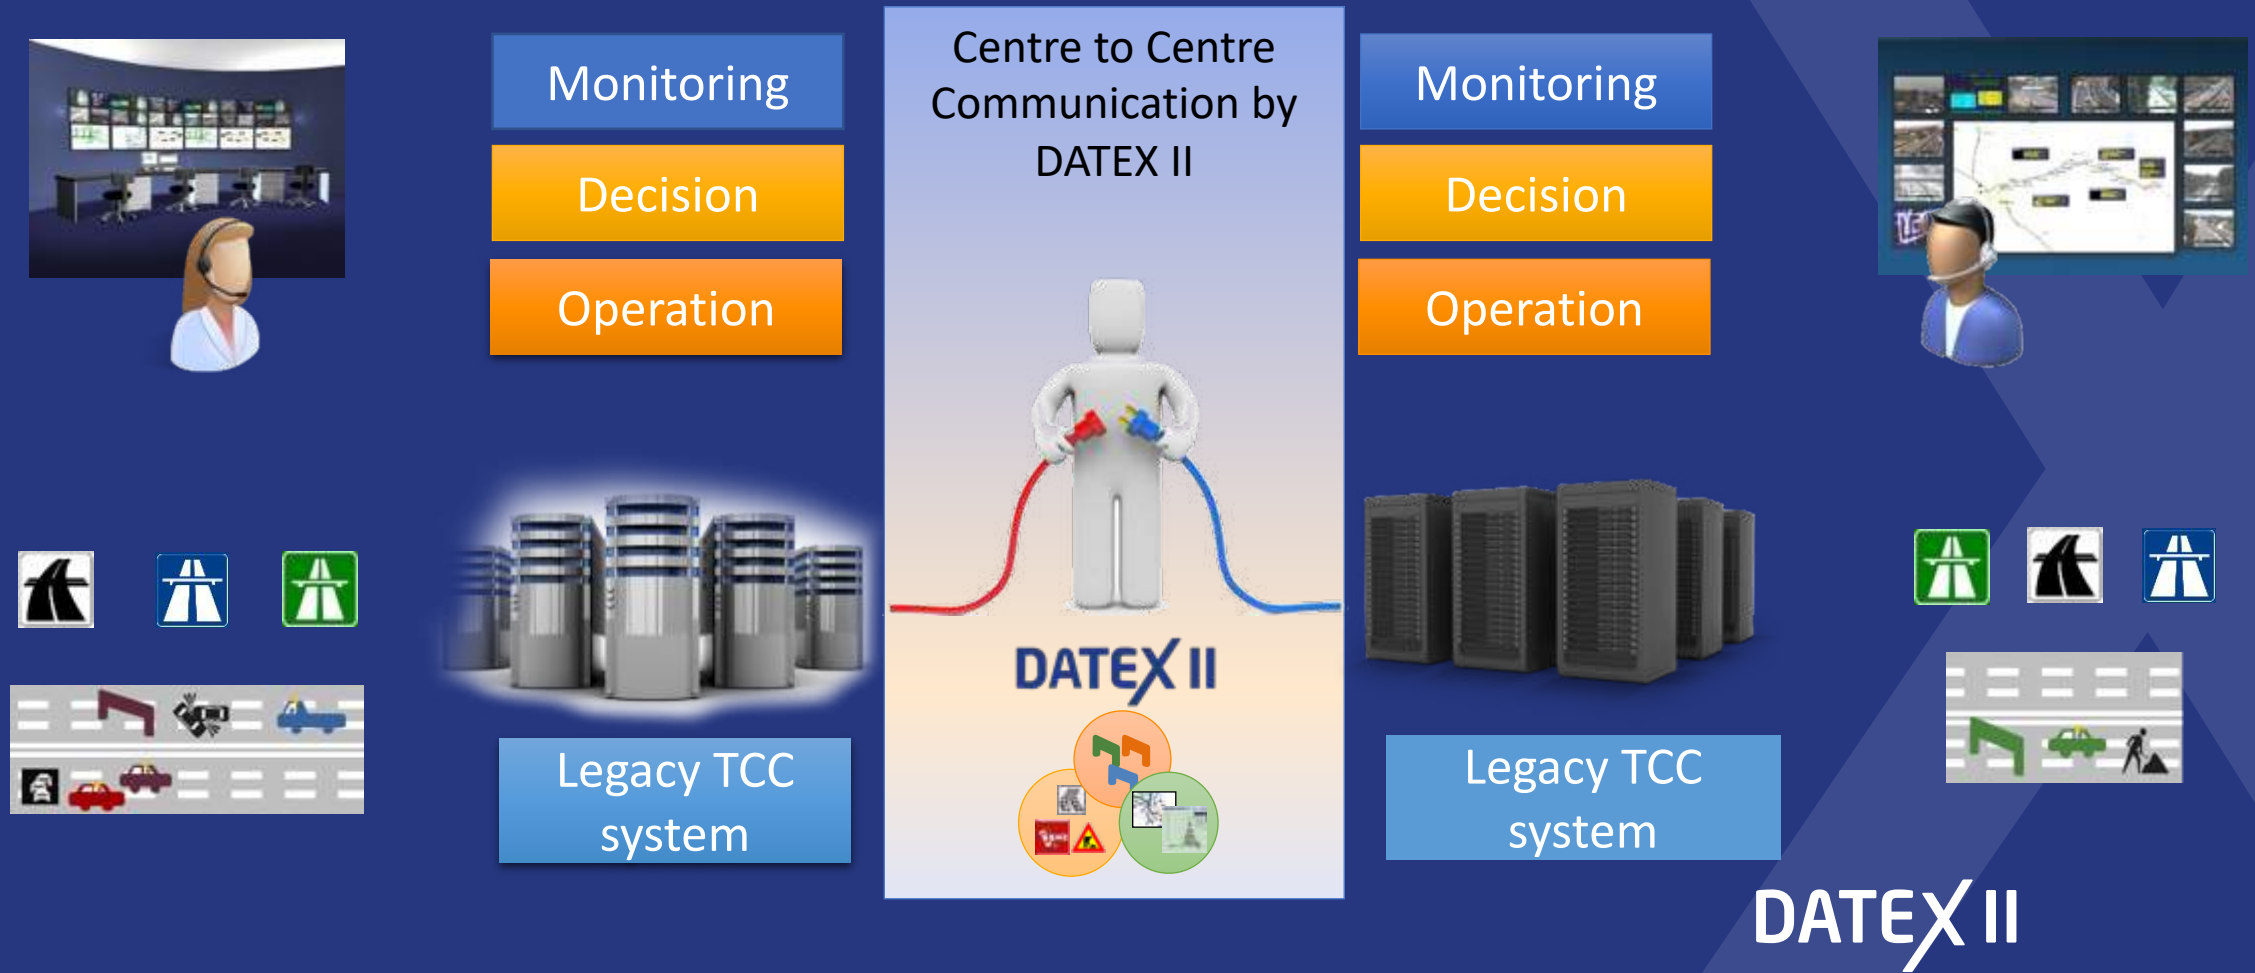 Monitoring
Decision
Operation
Legacy TCC
system
Centre to Centre
Communication by
DATEX II
DATEX II
Monitoring
Decision
Operation
Legacy TCC
system
DATEX II